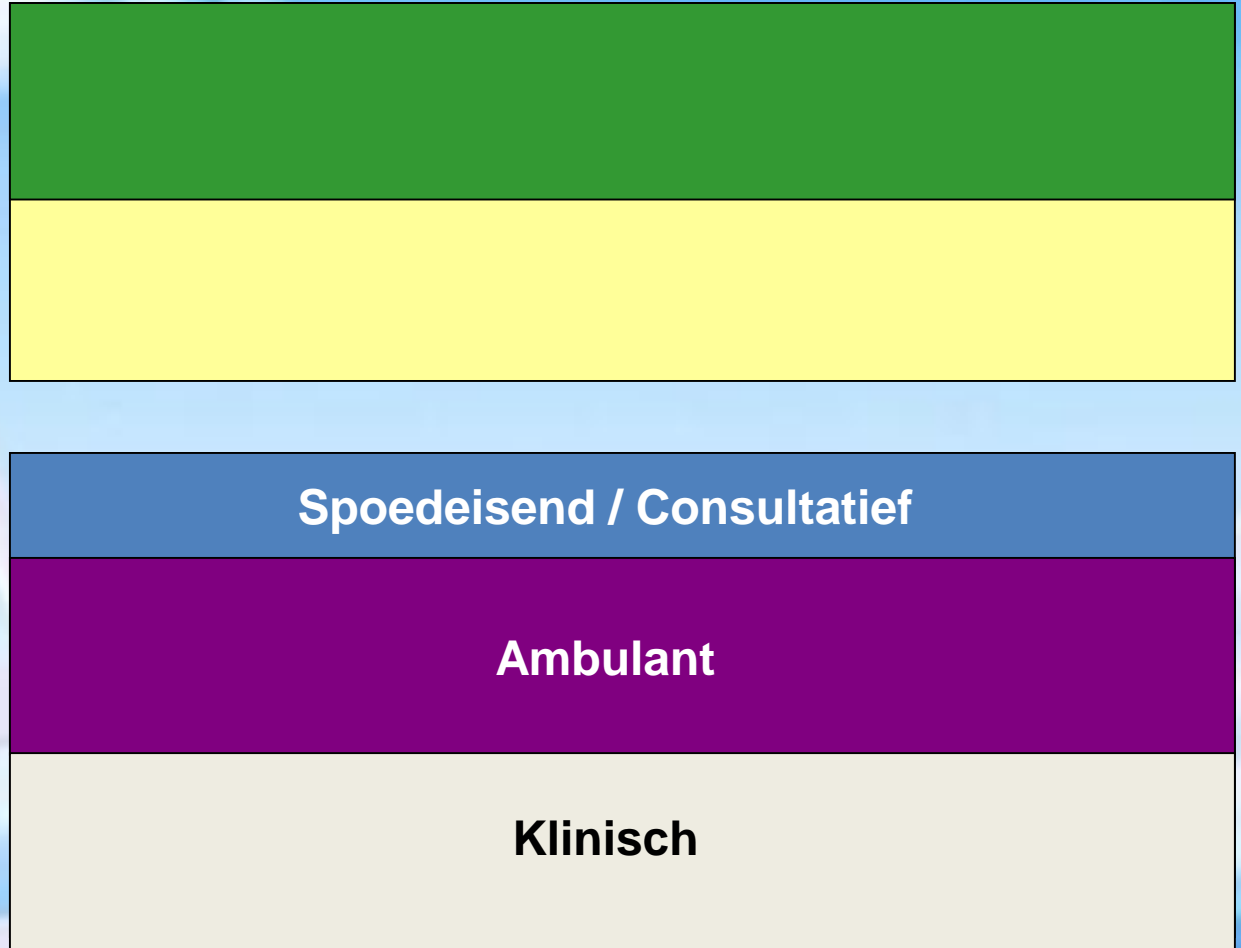 Spoedeisend / Consultatief
Ambulant
Klinisch